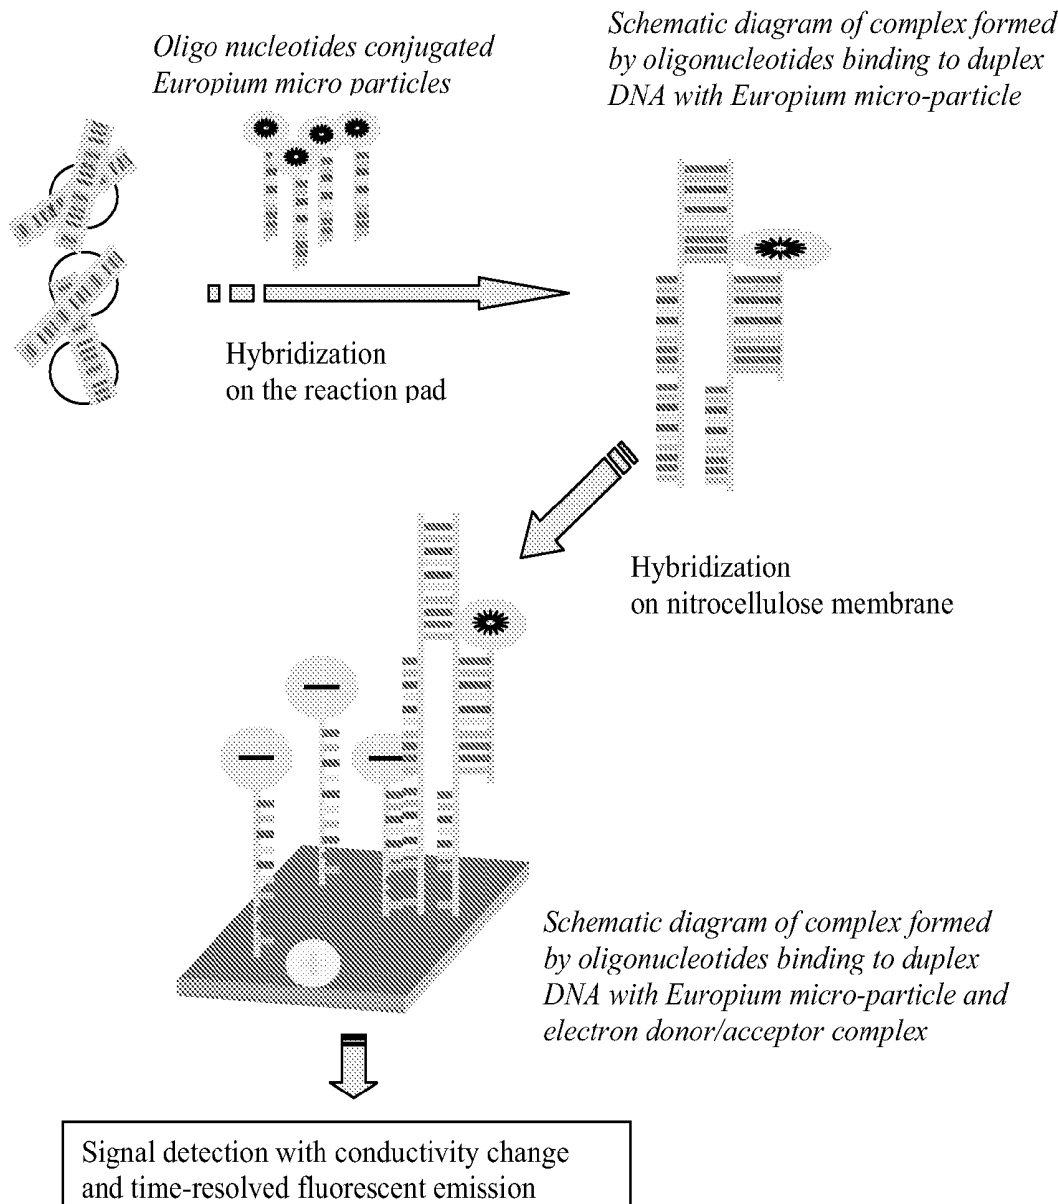 Oligo nucleotides conjugated
Europium micro particles
Schematic diagram of complex formed
by oligonucleotides binding to duplex
DNA with Europium micro-particle
Hybridization
on the reaction pad
Hybridization
on nitrocellulose membrane
Schematic diagram of complex formed
by oligonucleotides binding to duplex
DNA with Europium micro-particle and
electron donor/acceptor complex
Signal detection with conductivity change
and time-resolved fluorescent emission